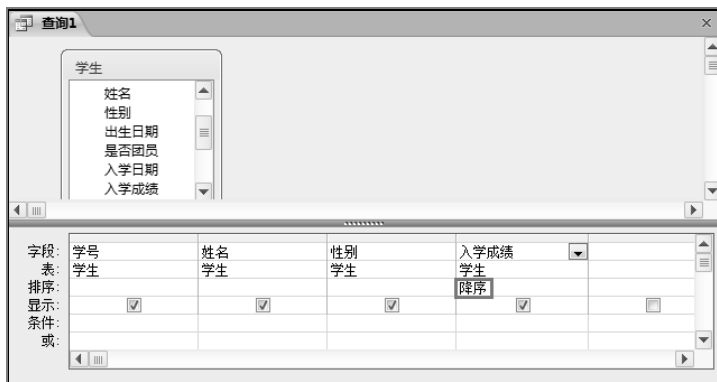 查询1
学生
姓名
性别
出生日期
是否团员
入学日期
入学成绩
字段: 学号 姓名 性别 入学成绩
表: 学生 学生 学生 学生
排序: 降序
显示:
条件:
或: